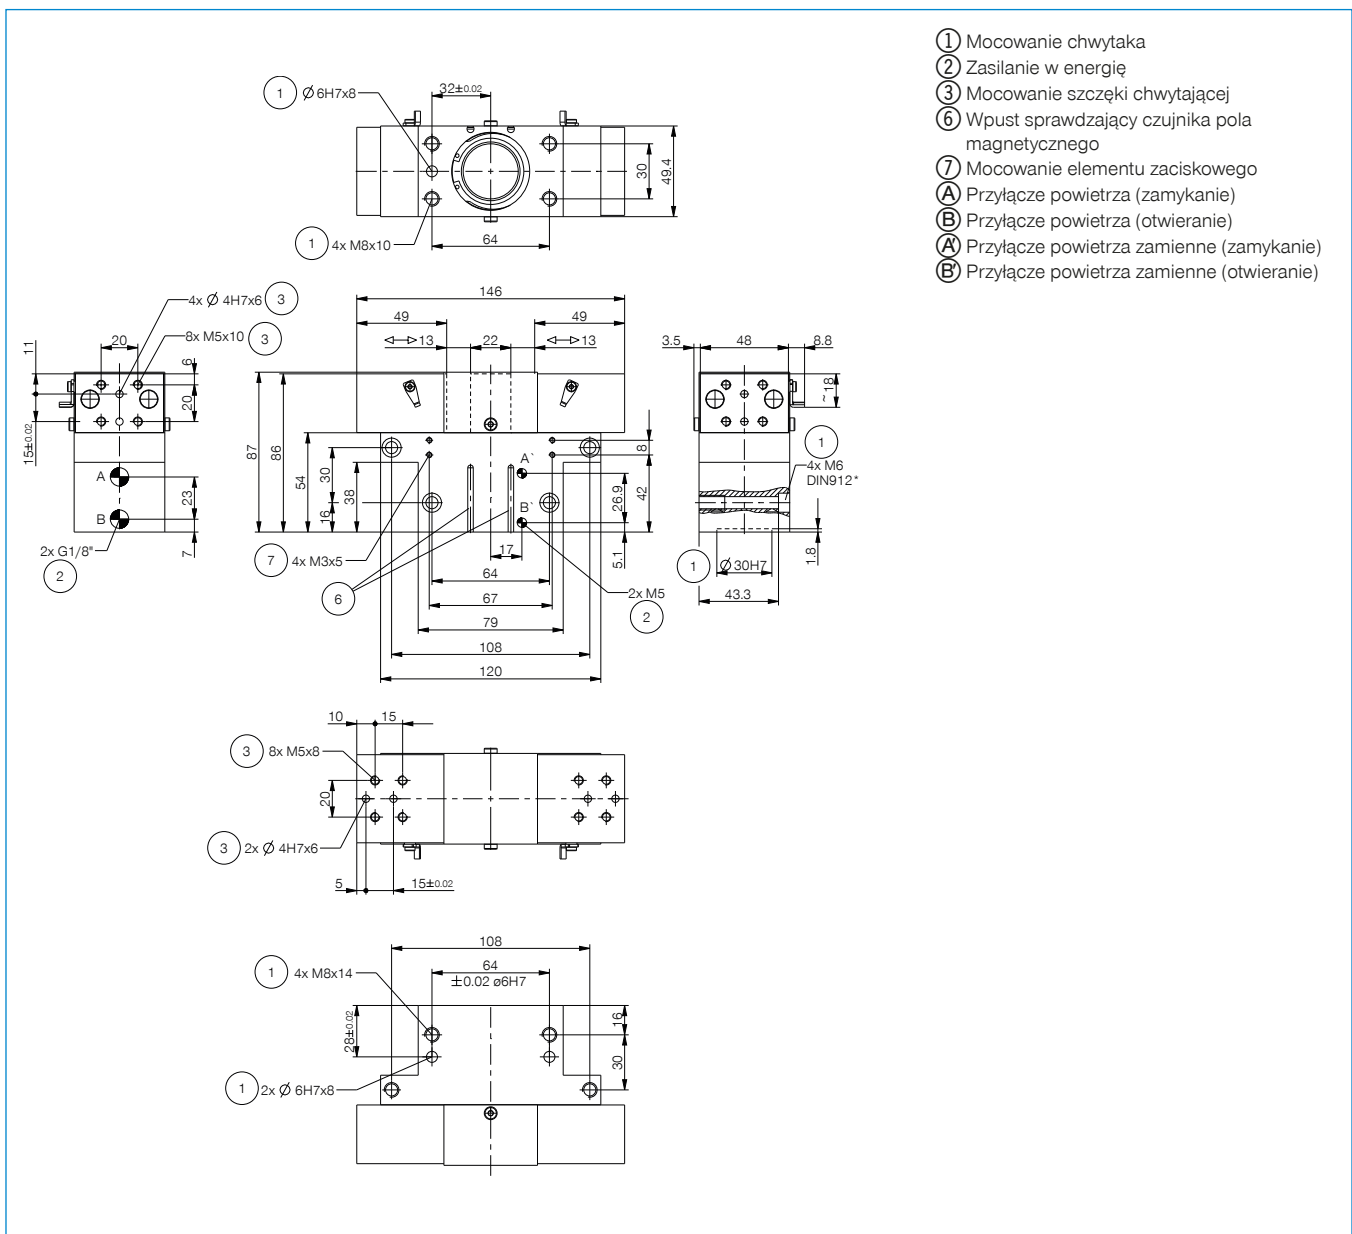 1 Mocowanie chwytaka
2 Zasilanie w energię
3 Mocowanie szczęki chwytającej
6 Wpust sprawdzający czujnika pola
magnetycznego
7 Mocowanie elementu zaciskowego
A Przyłącze powietrza (zamykanie)
B Przyłącze powietrza (otwieranie)
A' Przyłącze powietrza zamienne (zamykanie)
B' Przyłącze powietrza zamienne (otwieranie)
1 Ø 6H7x8
32±0.02
30
49.4
1 4x M8x10
64
4x Ø 4H7x6 3
8x M5x10 3
20
11
6
20
15±0.02
A
B
23
7
2x G1/8"
2
146
49
49
13
22
13
87
86
54
30
38
16
8
42
A`
B`
26.9
5.1
17
7 4x M3x5
6
64
67
79
108
120
2x M5
2
3.5
48
8.8
~18
1
4x M6
DIN912*
1.8
1 Ø 30H7
43.3
10
15
3 8x M5x8
20
3 2x Ø 4H7x6
5
15±0.02
108
1 4x M8x14
64
±0.02 ø6H7
28±0.02
16
30
1 2x Ø 6H7x8